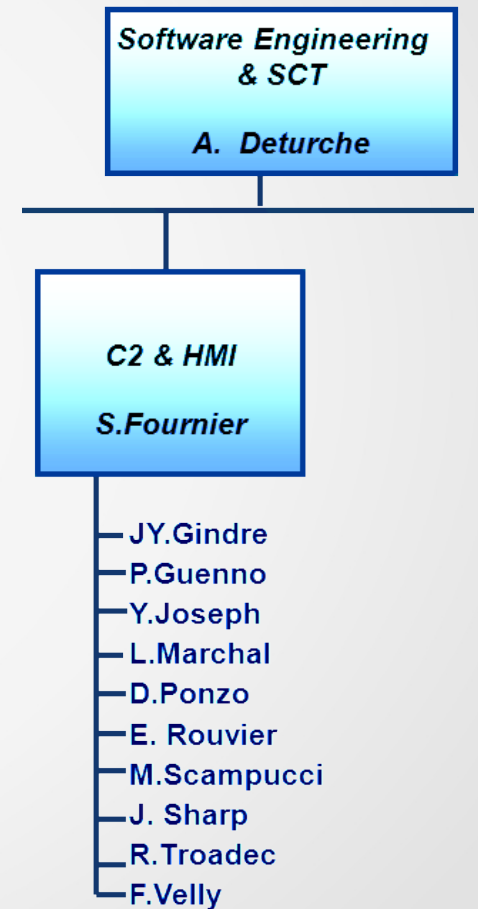 Software Engineering
& SCT
A. Deturche
C2 & HMI
S.Fournier
JY.Gindre
P.Guenno
Y.Joseph
L.Marchal
D.Ponzo
E. Rouvier
M.Scampucci
J. Sharp
R.Troadec
F.Velly